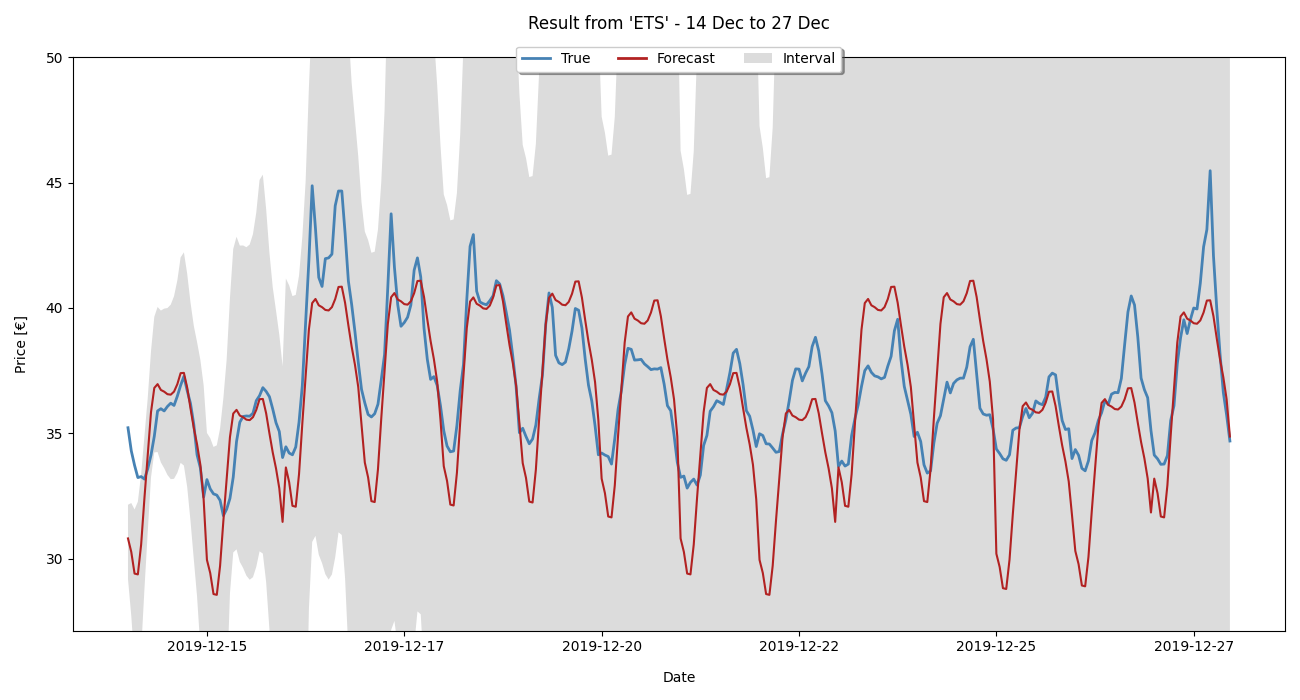 Result from 'ETS' - 14 Dec to 27 Dec
True Forecast Interval
50
45
40
35
30
Price [€]
2019-12-15 2019-12-17 2019-12-20 2019-12-22 2019-12-25 2019-12-27
Date